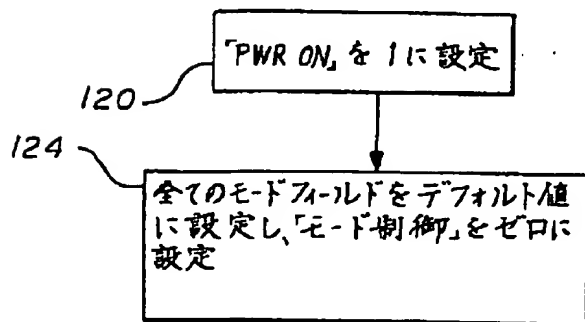 「PWR ON」を1に設定
120
124
全てのモードフィールドをデフォルト値
に設定し、「モード制御」をゼロに
設定